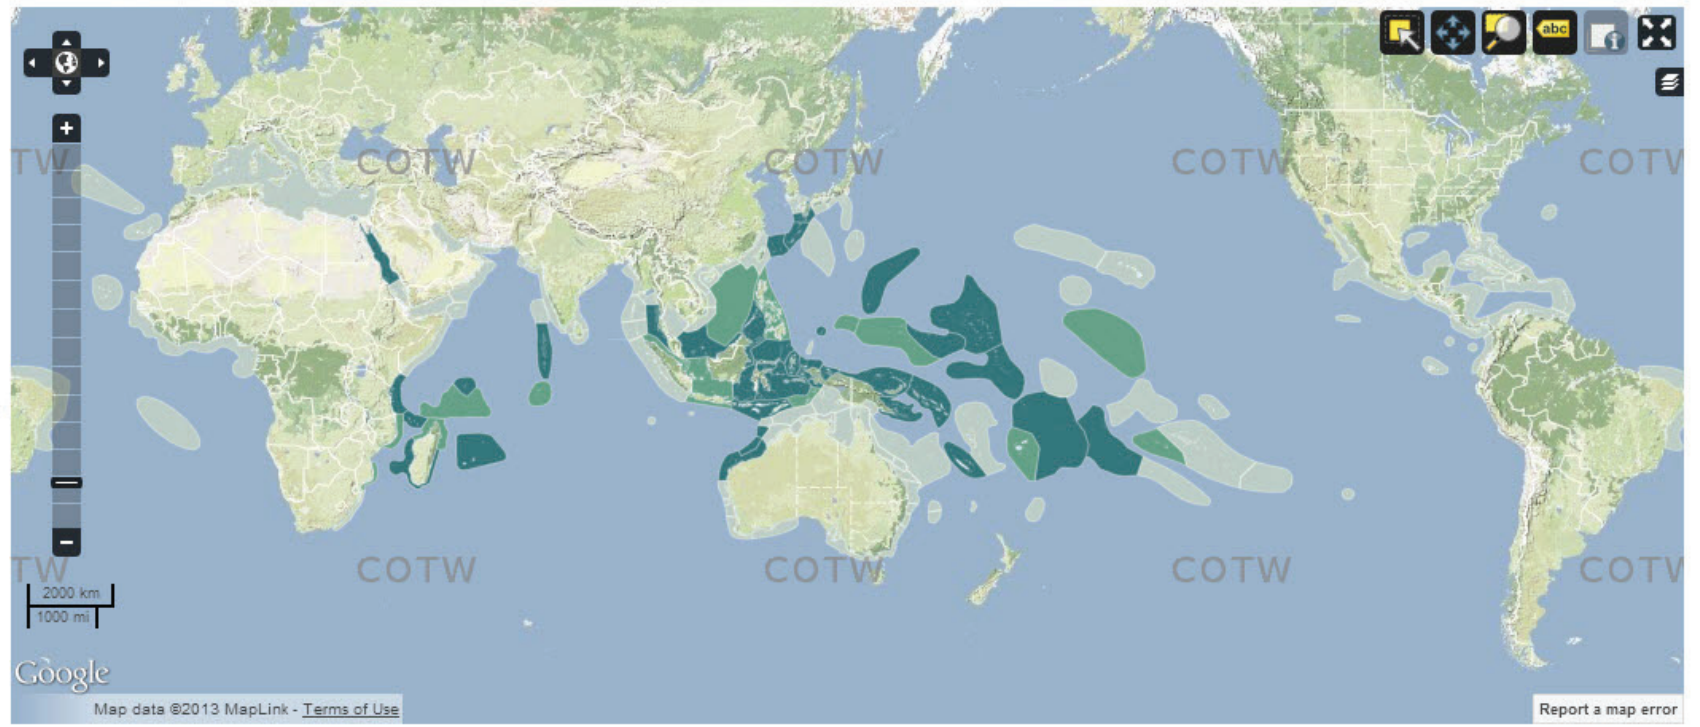 abc
TW COTW COTW COTW COTW
TW COTW COTW COTW COTW
2000 km
1000 mi
Google
Map data ©2013 MapLink - Terms of Use
Report a map error